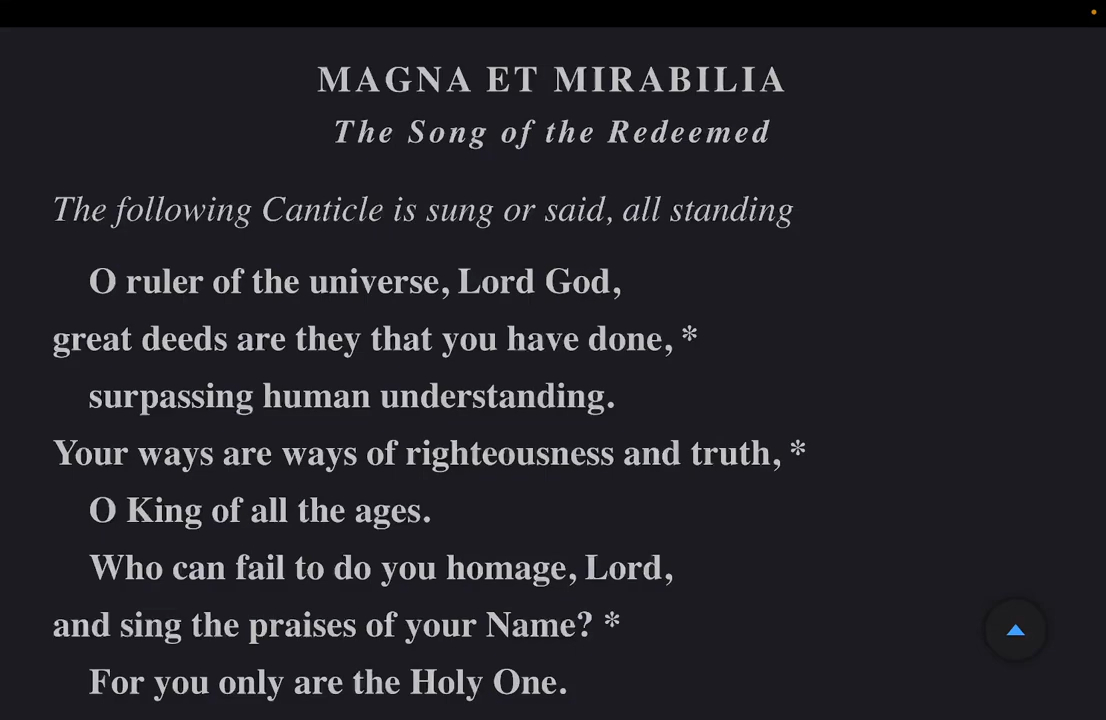 MAGNA ET MIRABILIA
The Song of the Redeemed
The following Canticle is sung or said, all standing
O ruler of the universe, Lord God,
great deeds are they that you have done, *
surpassing human understanding.
Your ways are ways of righteousness and truth, *
O King of all the ages.
Who can fail to do you homage, Lord,
and sing the praises of your Name? *
For you only are the Holy One.